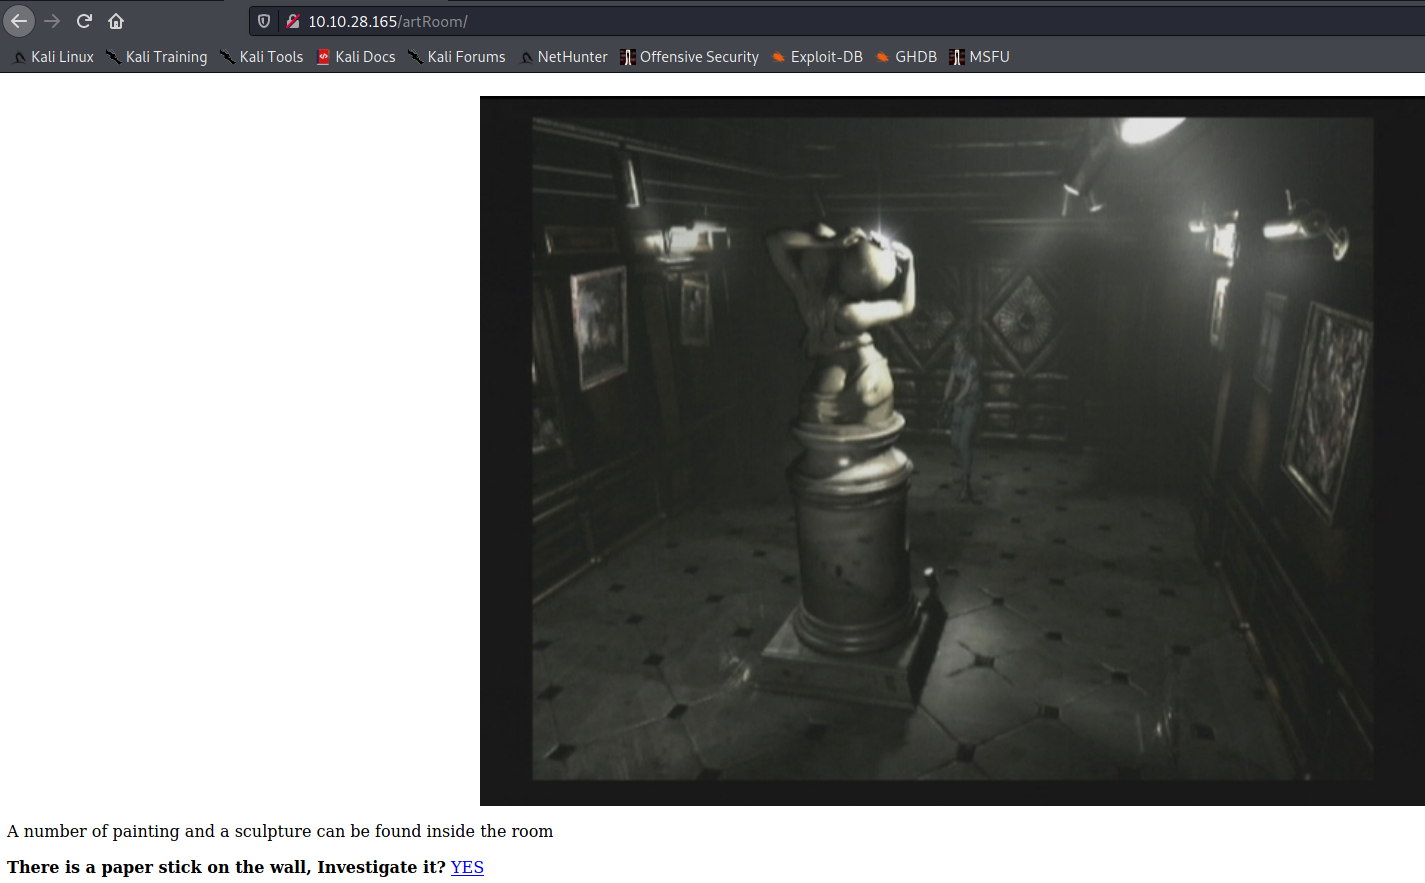 10.10.28.165/artRoom/
Kali Linux Kali Training Kali Tools Kali Docs Kali Forums NetHunter Offensive Security Exploit-DB GHDB MSFU
A number of painting and a sculpture can be found inside the room
There is a paper stick on the wall, Investigate it? YES